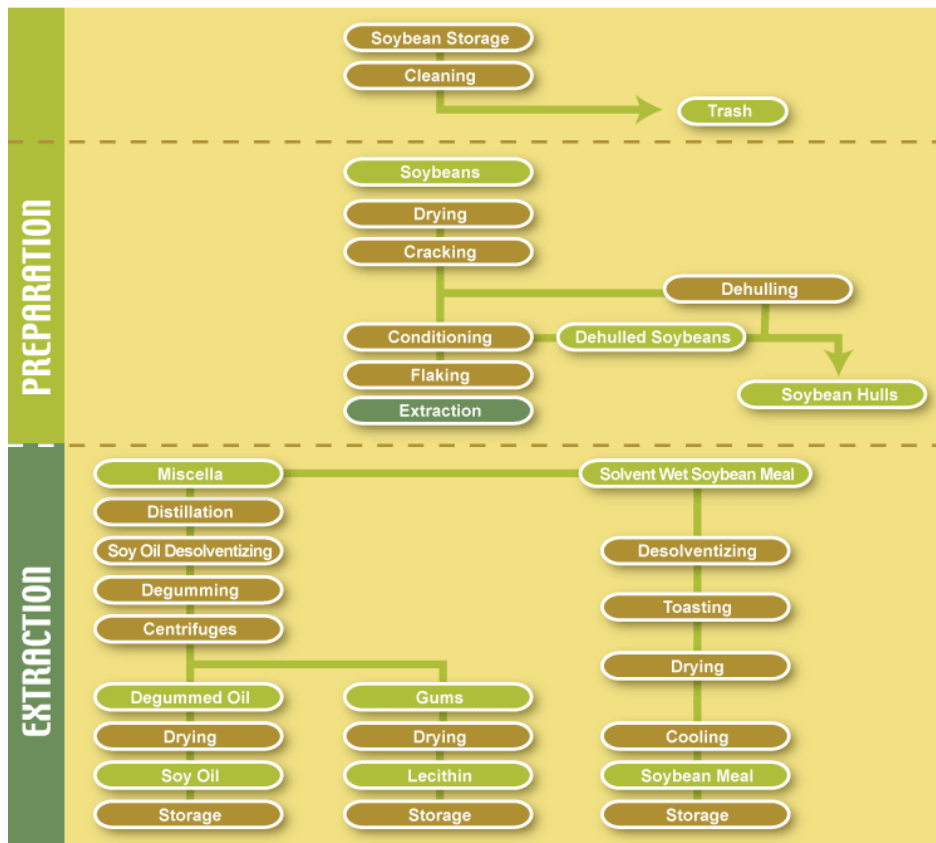 Soybean Storage
Cleaning
Trash
PREPARATION
Soybeans
Drying
Cracking
Dehulling
Conditioning
Dehulled Soybeans
Flaking
Soybean Hulls
Extraction
EXTRACTION
Miscella
Solvent Wet Soybean Meal
Distillation
Soy Oil Desolventizing
Desolventizing
Degumming
Toasting
Centrifuges
Drying
Degummed Oil
Gums
Drying
Drying
Cooling
Soy Oil
Lecithin
Soybean Meal
Storage
Storage
Storage